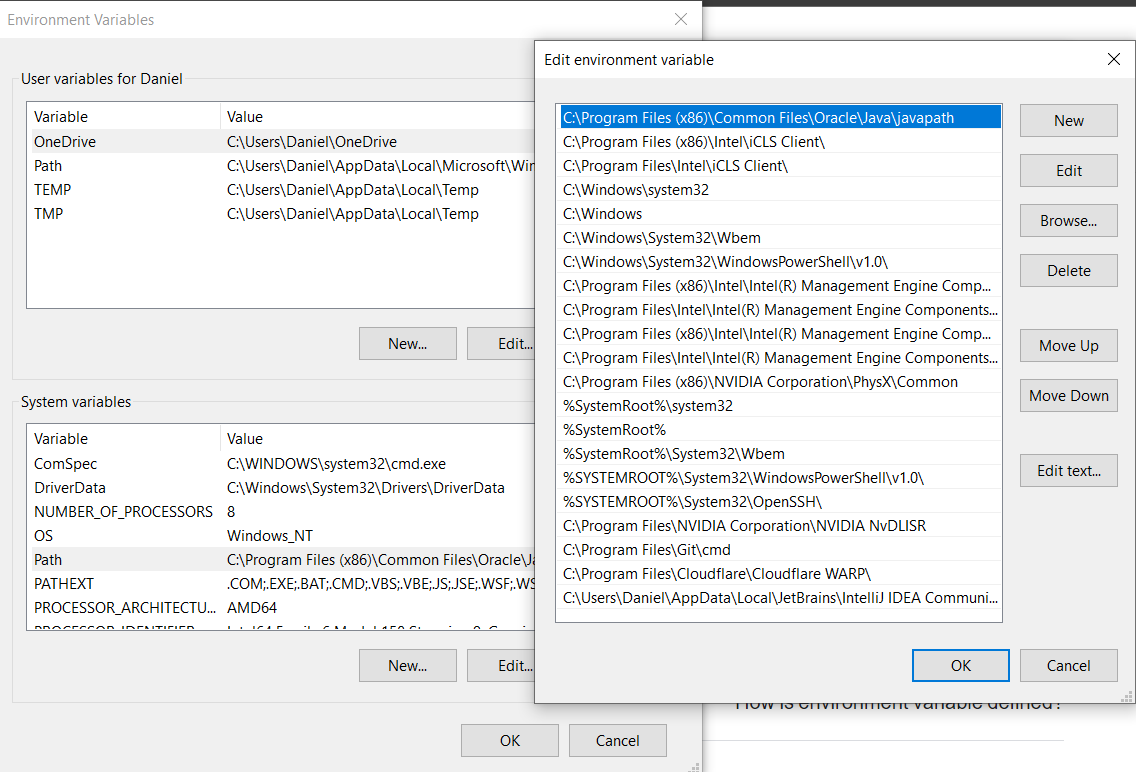 Environment Variables
User variables for Daniel
Variable Value
OneDrive C:\Users\Daniel\OneDrive
Path C:\Users\Daniel\AppData\Local\Microsoft\Win
TEMP C:\Users\Daniel\AppData\Local\Temp
TMP C:\Users\Daniel\AppData\Local\Temp
New... Edit...
System variables
Variable Value
ComSpec C:\WINDOWS\system32\cmd.exe
DriverData C:\Windows\System32\Drivers\DriverData
NUMBER_OF_PROCESSORS 8
OS Windows_NT
Path C:\Program Files (x86)\Common Files\Oracle\Ja
PATHEXT .COM;.EXE;.BAT;.CMD;.VBS;.VBE;.JS;.JSE;.WSF;.WS
PROCESSOR_ARCHITECTU... AMD64
New... Edit...
OK Cancel
Edit environment variable
C:\Program Files (x86)\Common Files\Oracle\Java\javapath
C:\Program Files (x86)\Intel\iCLS Client\
C:\Program Files\Intel\iCLS Client\
C:\Windows\system32
C:\Windows
C:\Windows\System32\Wbem
C:\Windows\System32\WindowsPowerShell\v1.0\
C:\Program Files (x86)\Intel\Intel(R) Management Engine Comp...
C:\Program Files\Intel\Intel(R) Management Engine Components...
C:\Program Files (x86)\Intel\Intel(R) Management Engine Comp...
C:\Program Files\Intel\Intel(R) Management Engine Components...
C:\Program Files (x86)\NVIDIA Corporation\PhysX\Common
%SystemRoot%\system32
%SystemRoot%
%SystemRoot%\System32\Wbem
%SYSTEMROOT%\System32\WindowsPowerShell\v1.0\
%SYSTEMROOT%\System32\OpenSSH\
C:\Program Files\NVIDIA Corporation\NVIDIA NvDLISR
C:\Program Files\Git\cmd
C:\Program Files\Cloudflare\Cloudflare WARP\
C:\Users\Daniel\AppData\Local\JetBrains\IntelliJ IDEA Communi...
New
Edit
Browse...
Delete
Move Up
Move Down
Edit text...
OK Cancel
How is environment variable defined?